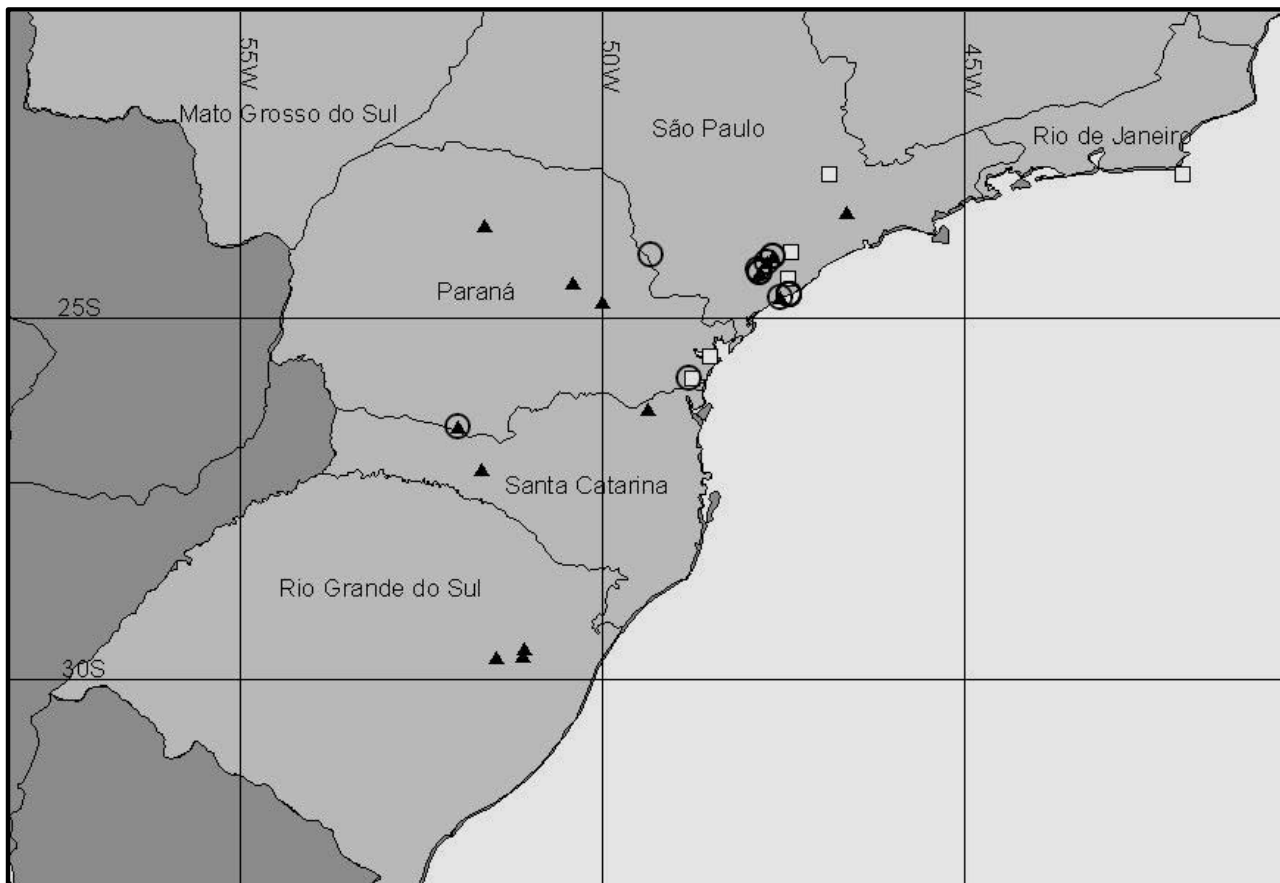 55W
50W
45W
Mato Grosso do Sul
São Paulo
Rio de Janeiro
Paraná
25S
Santa Catarina
Rio Grande do Sul
30S